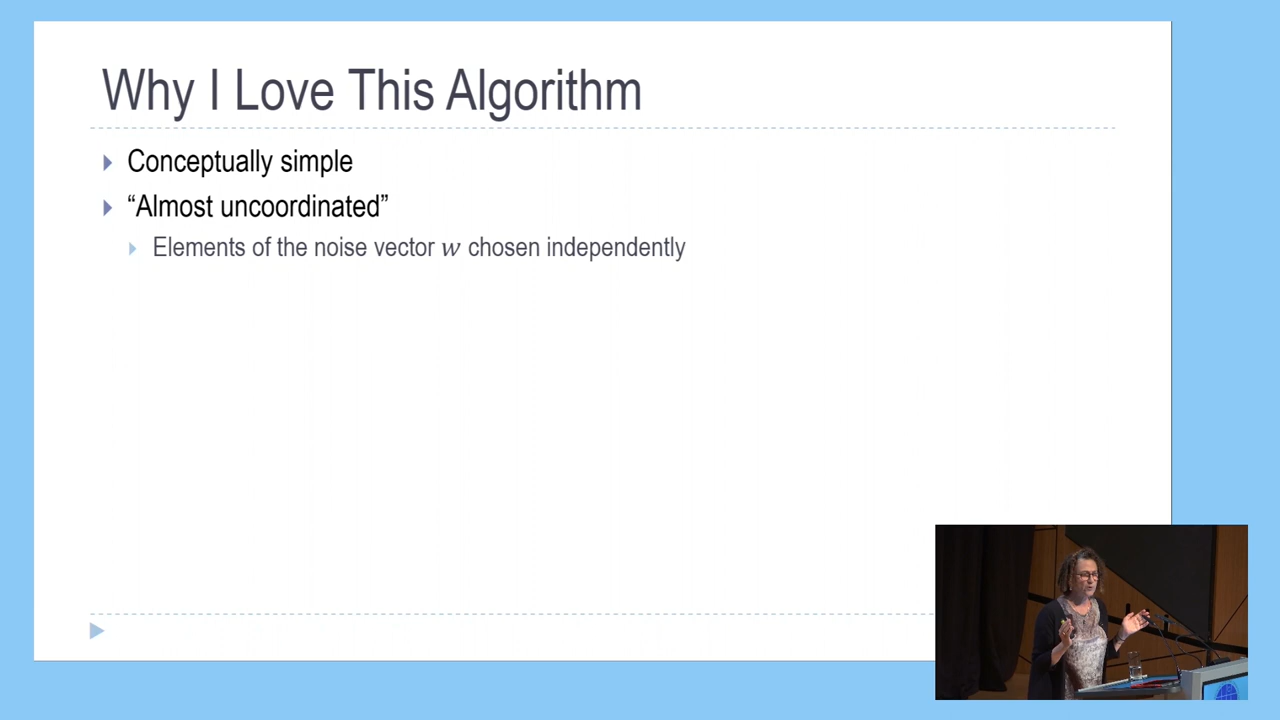 Why I Love This Algorithm
Conceptually simple
“Almost uncoordinated”
Elements of the noise vector w chosen independently